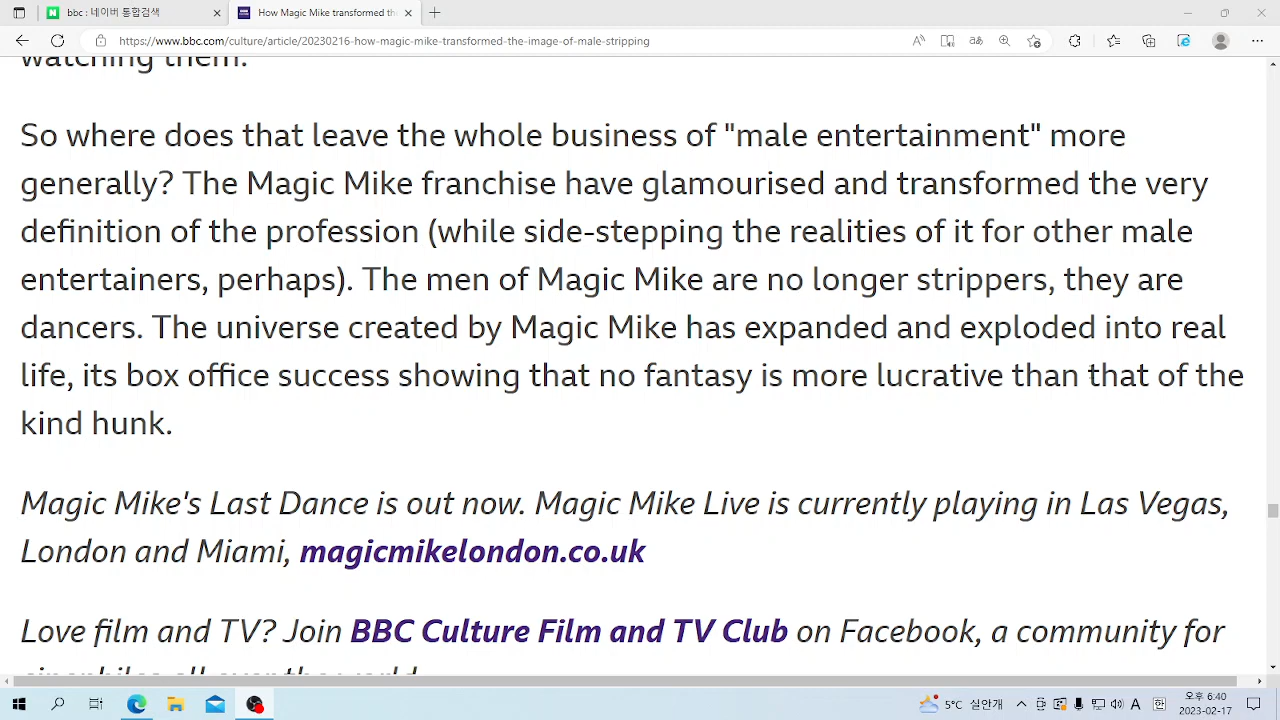 bbc : 네이버 통합검색
How Magic Mike transformed th
https://www.bbc.com/culture/article/20230216-how-magic-mike-transformed-the-image-of-male-stripping
watching them.
So where does that leave the whole business of "male entertainment" more
generally? The Magic Mike franchise have glamourised and transformed the very
definition of the profession (while side-stepping the realities of it for other male
entertainers, perhaps). The men of Magic Mike are no longer strippers, they are
dancers. The universe created by Magic Mike has expanded and exploded into real
life, its box office success showing that no fantasy is more lucrative than that of the
kind hunk.
Magic Mike's Last Dance is out now. Magic Mike Live is currently playing in Las Vegas,
London and Miami, magicmikelondon.co.uk
Love film and TV? Join BBC Culture Film and TV Club on Facebook, a community for
cinephiles all over the world.
5°C 실안개
A
오후 6:40
2023-02-17